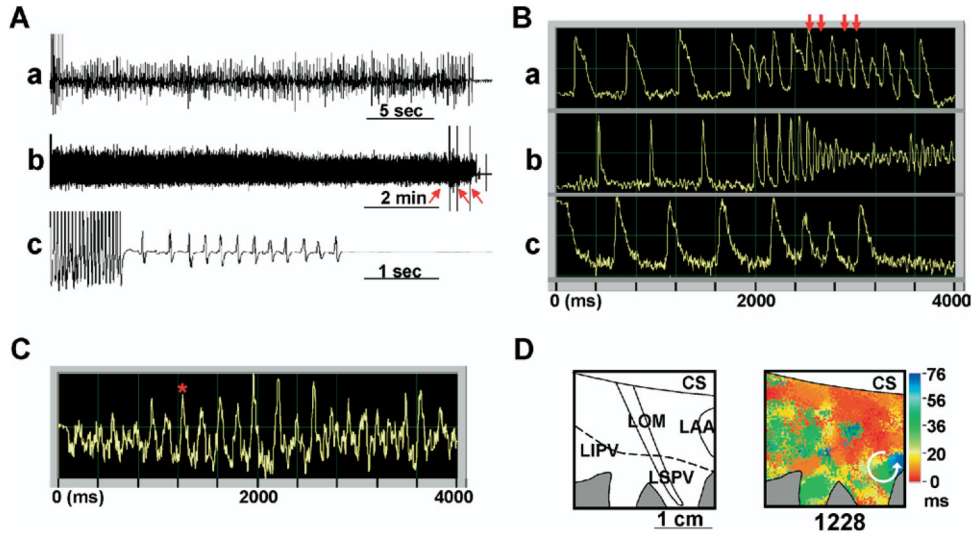 A
a
5 sec
b
2 min
c
1 sec
B
a
b
c
0 (ms)
2000
4000
C
*
0 (ms)
2000
4000
D
CS
LOM
LAA
LIPV
LSPV
1 cm
CS
76
56
36
20
0
ms
1228